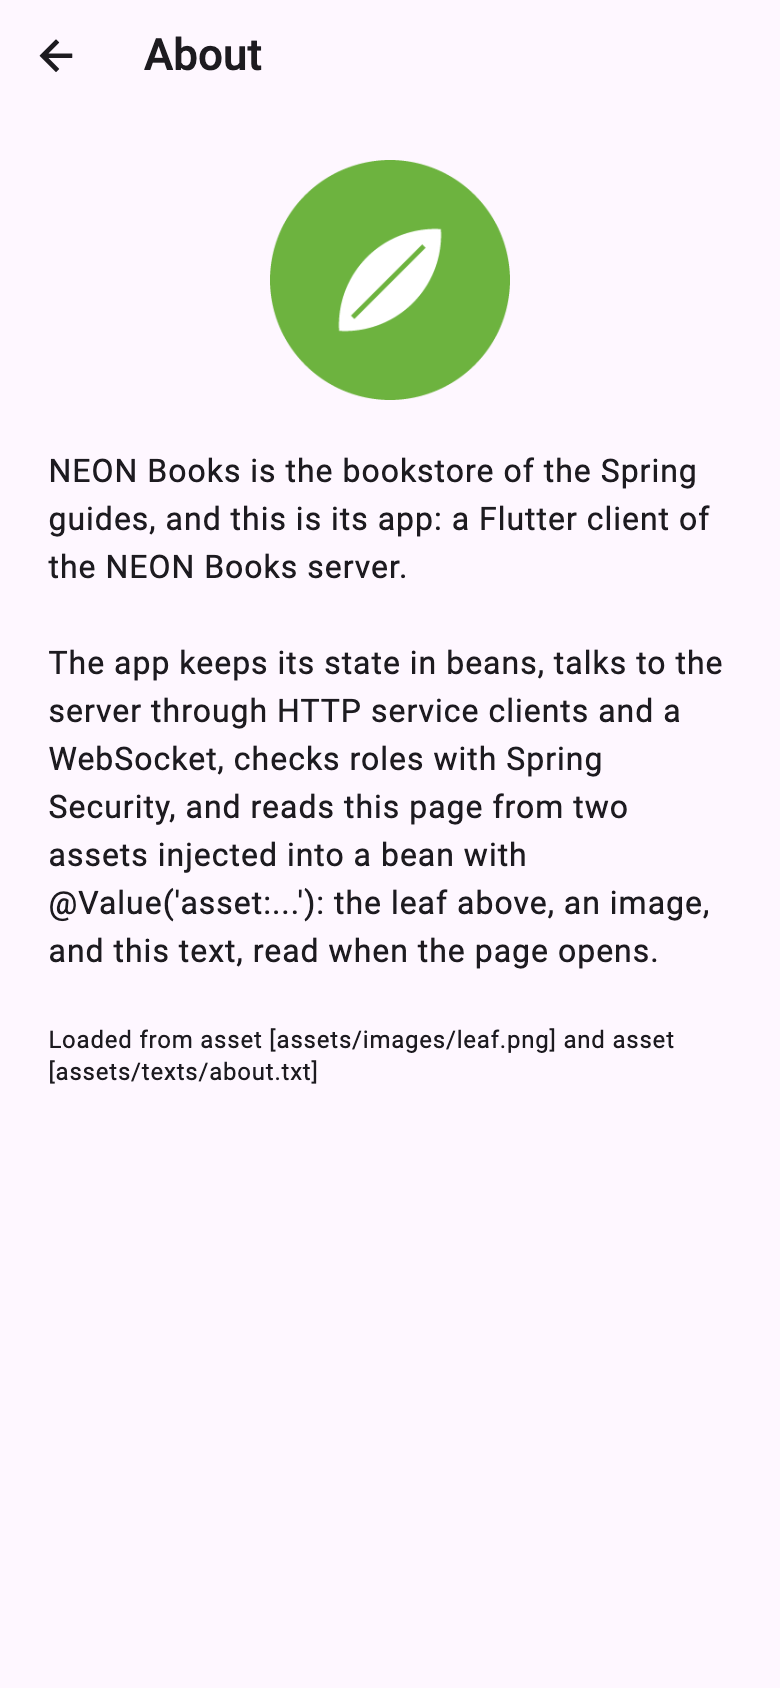 About
NEON Books is the bookstore of the Spring
guides, and this is its app: a Flutter client of
the NEON Books server.
The app keeps its state in beans, talks to the
server through HTTP service clients and a
WebSocket, checks roles with Spring
Security, and reads this page from two
assets injected into a bean with
@Value('asset:...'): the leaf above, an image,
and this text, read when the page opens.
Loaded from asset [assets/images/leaf.png] and asset
[assets/texts/about.txt]